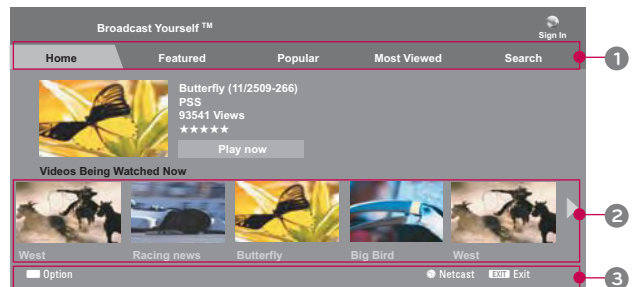 Broadcast Yourself ™
Sign In
Home Featured Popular Most Viewed Search
1
Butterfly (11/2509-266)
PSS
93541 Views
★★★★★
Play now
Videos Being Watched Now
2
West Racing news Butterfly Big Bird West
Option Netcast EXIT Exit
3